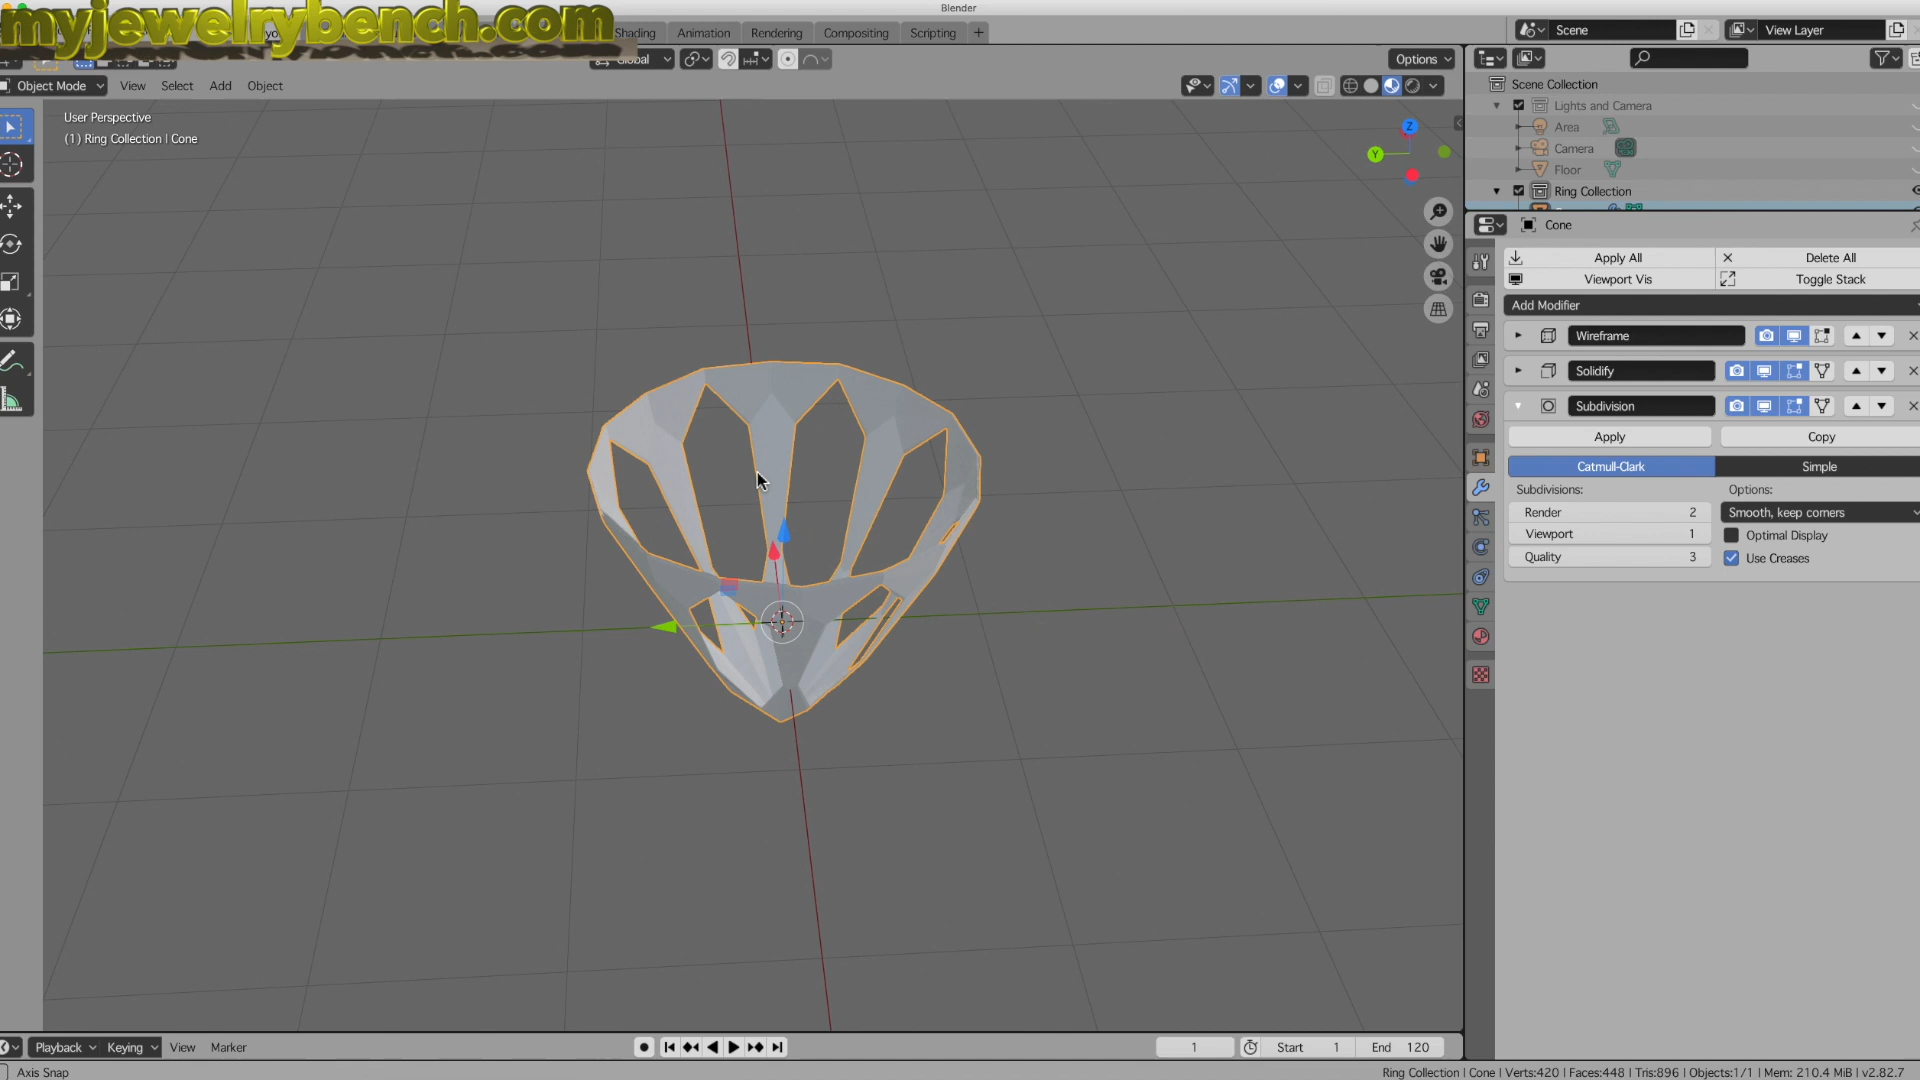 Blender
myjewelrybench.com
Shading Animation Rendering Compositing Scripting +
Scene
View Layer
Global
Options
Object Mode View Select Add Object
User Perspective
(1) Ring Collection | Cone
Z
Y
Scene Collection
Lights and Camera
Area
Camera
Floor
Ring Collection
Cone
Apply All
Delete All
Viewport Vis
Toggle Stack
Add Modifier
Wireframe
Solidify
Subdivision
Apply
Copy
Catmull-Clark
Simple
Subdivisions:
Options:
Render 2
Smooth, keep corners
Viewport 1
Optimal Display
Quality 3
Use Creases
Playback Keying View Marker
1
Start 1
End 120
Axis Snap
Ring Collection | Cone | Verts:420 | Faces:448 | Tris:896 | Objects:1/1 | Mem: 210.4 MiB | v2.82.7